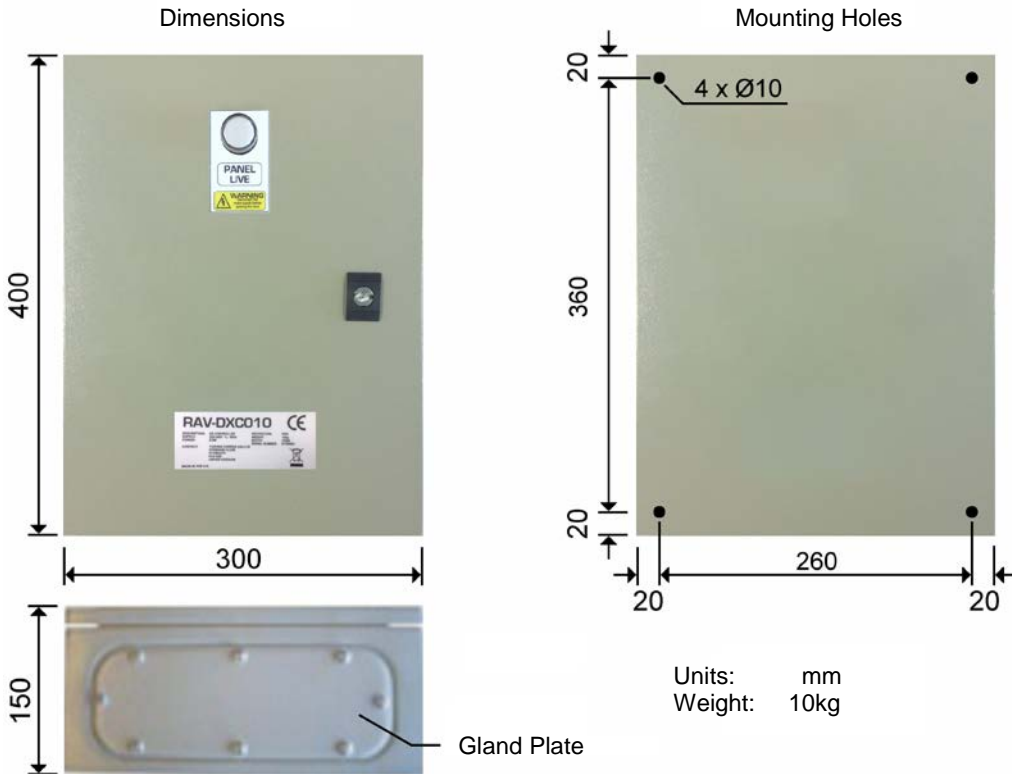 Dimensions
Mounting Holes
400
PANEL
LIVE
WARNING
RAV-DXC010 CE
300
150
Gland Plate
20
4 x Ø10
360
20
260
20
20
Units: mm
Weight: 10kg